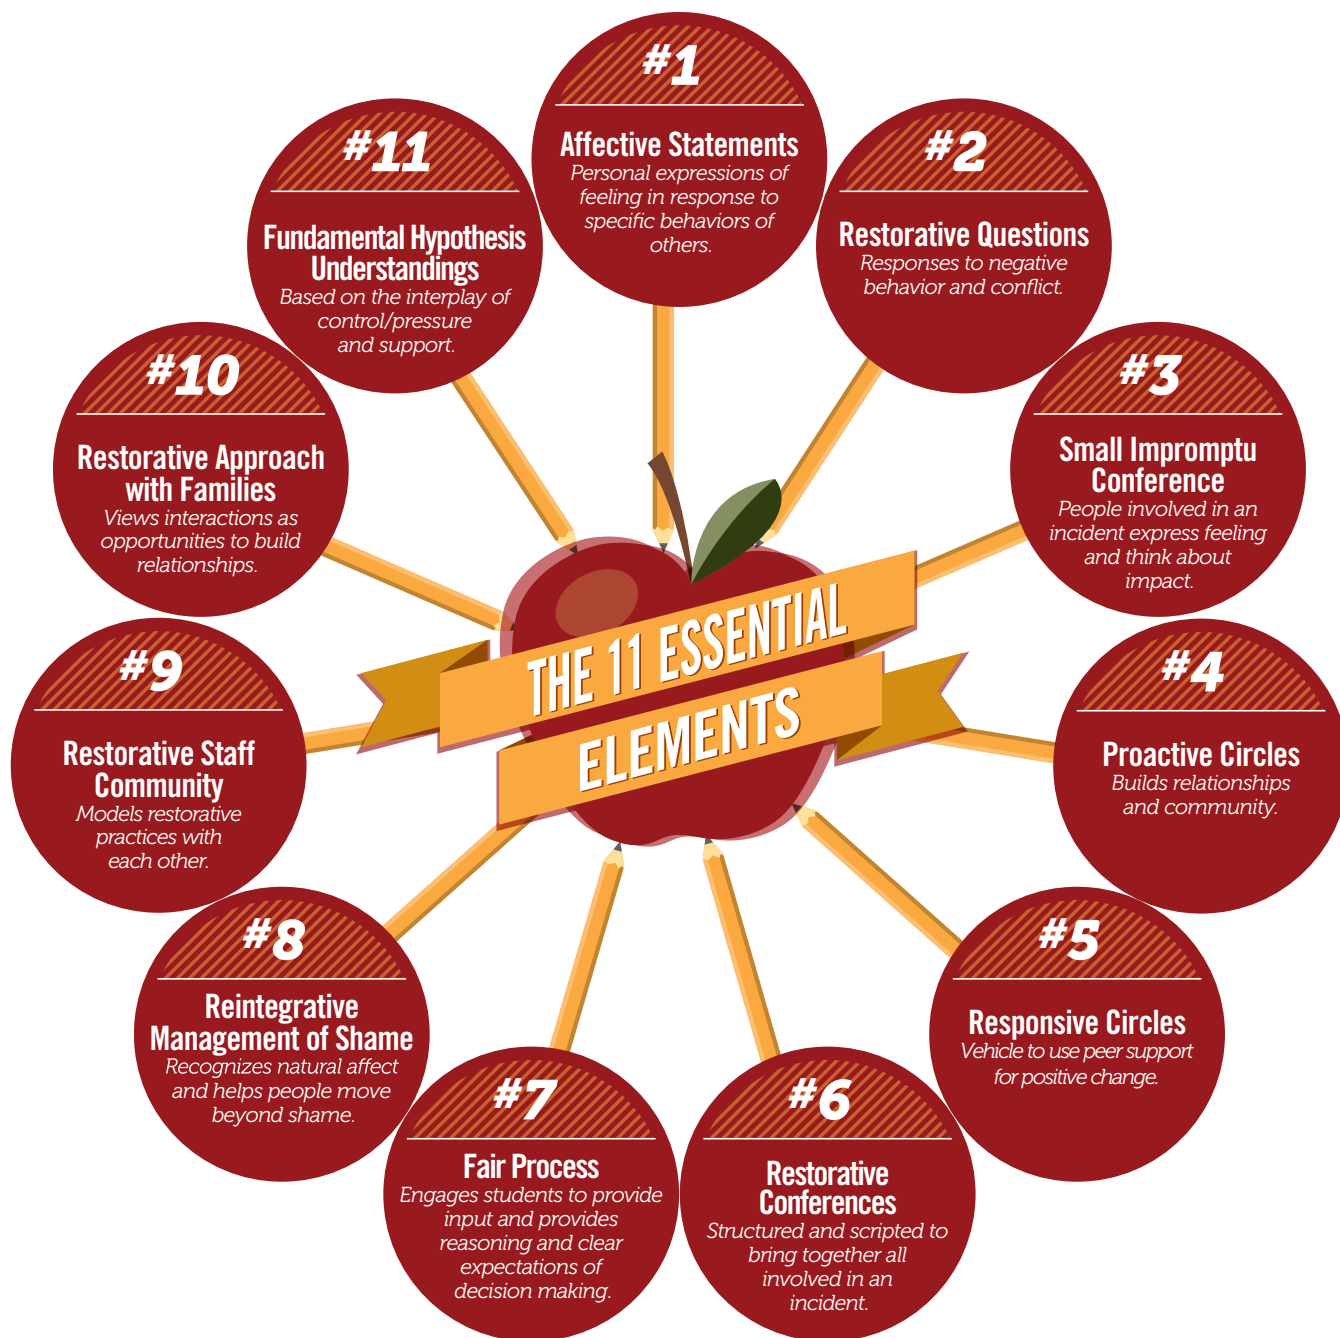 #1
Affective Statements
Personal expressions of
feeling in response to
specific behaviors of
others.
#2
Restorative Questions
Responses to negative
behavior and conflict.
#3
Small Impromptu
Conference
People involved in an
incident express feeling
and think about
impact.
#4
Proactive Circles
Builds relationships
and community.
#5
Responsive Circles
Vehicle to use peer support
for positive change.
#6
Restorative
Conferences
Structured and scripted to
bring together all
involved in an
incident.
#7
Fair Process
Engages students to provide
input and provides
reasoning and clear
expectations of
decision making.
#8
Reintegrative
Management of Shame
Recognizes natural affect
and helps people move
beyond shame.
#9
Restorative Staff
Community
Models restorative
practices with
each other.
#10
Restorative Approach
with Families
Views interactions as
opportunities to build
relationships.
#11
Fundamental Hypothesis
Understandings
Based on the interplay of
control/pressure
and support.
THE 11 ESSENTIAL
ELEMENTS